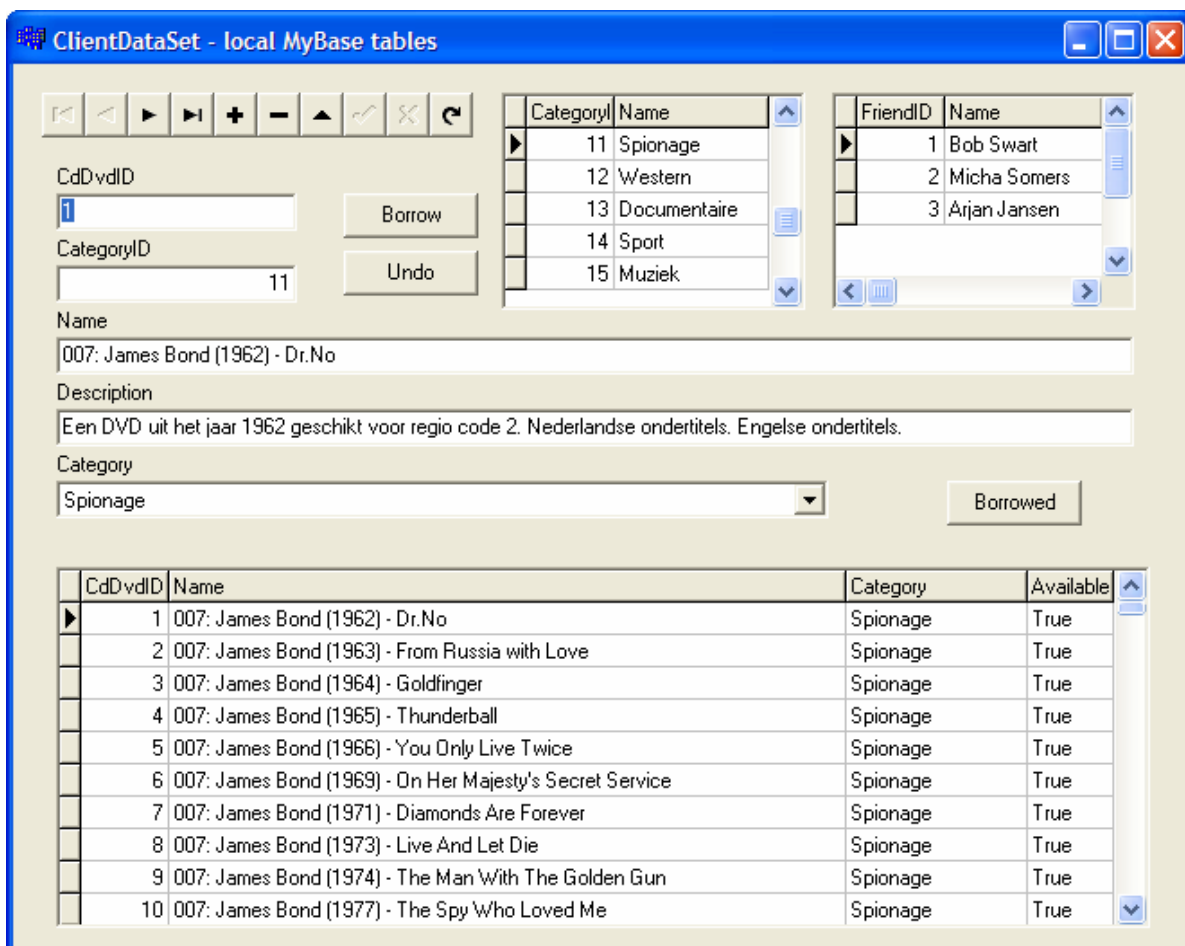 ClientDataSet - local MyBase tables
CategoryI Name
11 Spionage
12 Western
13 Documentaire
14 Sport
15 Muziek
FriendID Name
1 Bob Swart
2 Micha Somers
3 Arjan Jansen
CdDvdID
1
Borrow
CategoryID
11
Undo
Name
007: James Bond (1962) - Dr.No
Description
Een DVD uit het jaar 1962 geschikt voor regio code 2. Nederlandse ondertitels. Engelse ondertitels.
Category
Spionage
Borrowed
CdDvdID Name Category Available
1 007: James Bond (1962) - Dr.No Spionage True
2 007: James Bond (1963) - From Russia with Love Spionage True
3 007: James Bond (1964) - Goldfinger Spionage True
4 007: James Bond (1965) - Thunderball Spionage True
5 007: James Bond (1966) - You Only Live Twice Spionage True
6 007: James Bond (1969) - On Her Majesty's Secret Service Spionage True
7 007: James Bond (1971) - Diamonds Are Forever Spionage True
8 007: James Bond (1973) - Live And Let Die Spionage True
9 007: James Bond (1974) - The Man With The Golden Gun Spionage True
10 007: James Bond (1977) - The Spy Who Loved Me Spionage True